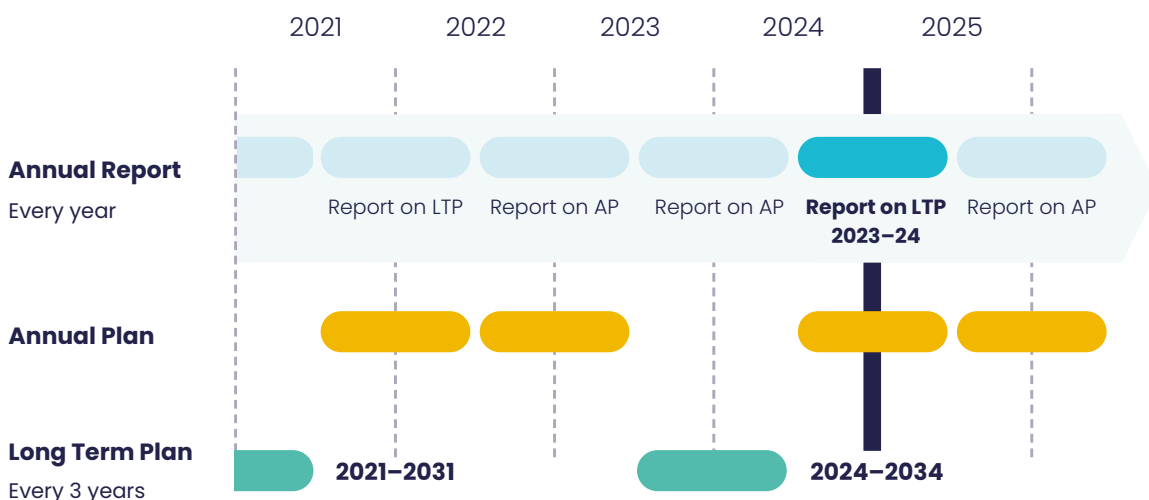 2021 2022 2023 2024 2025
Annual Report
Every year
Report on LTP Report on AP Report on AP Report on LTP Report on AP
2023–24
Annual Plan
Long Term Plan
2021–2031 2024–2034
Every 3 years